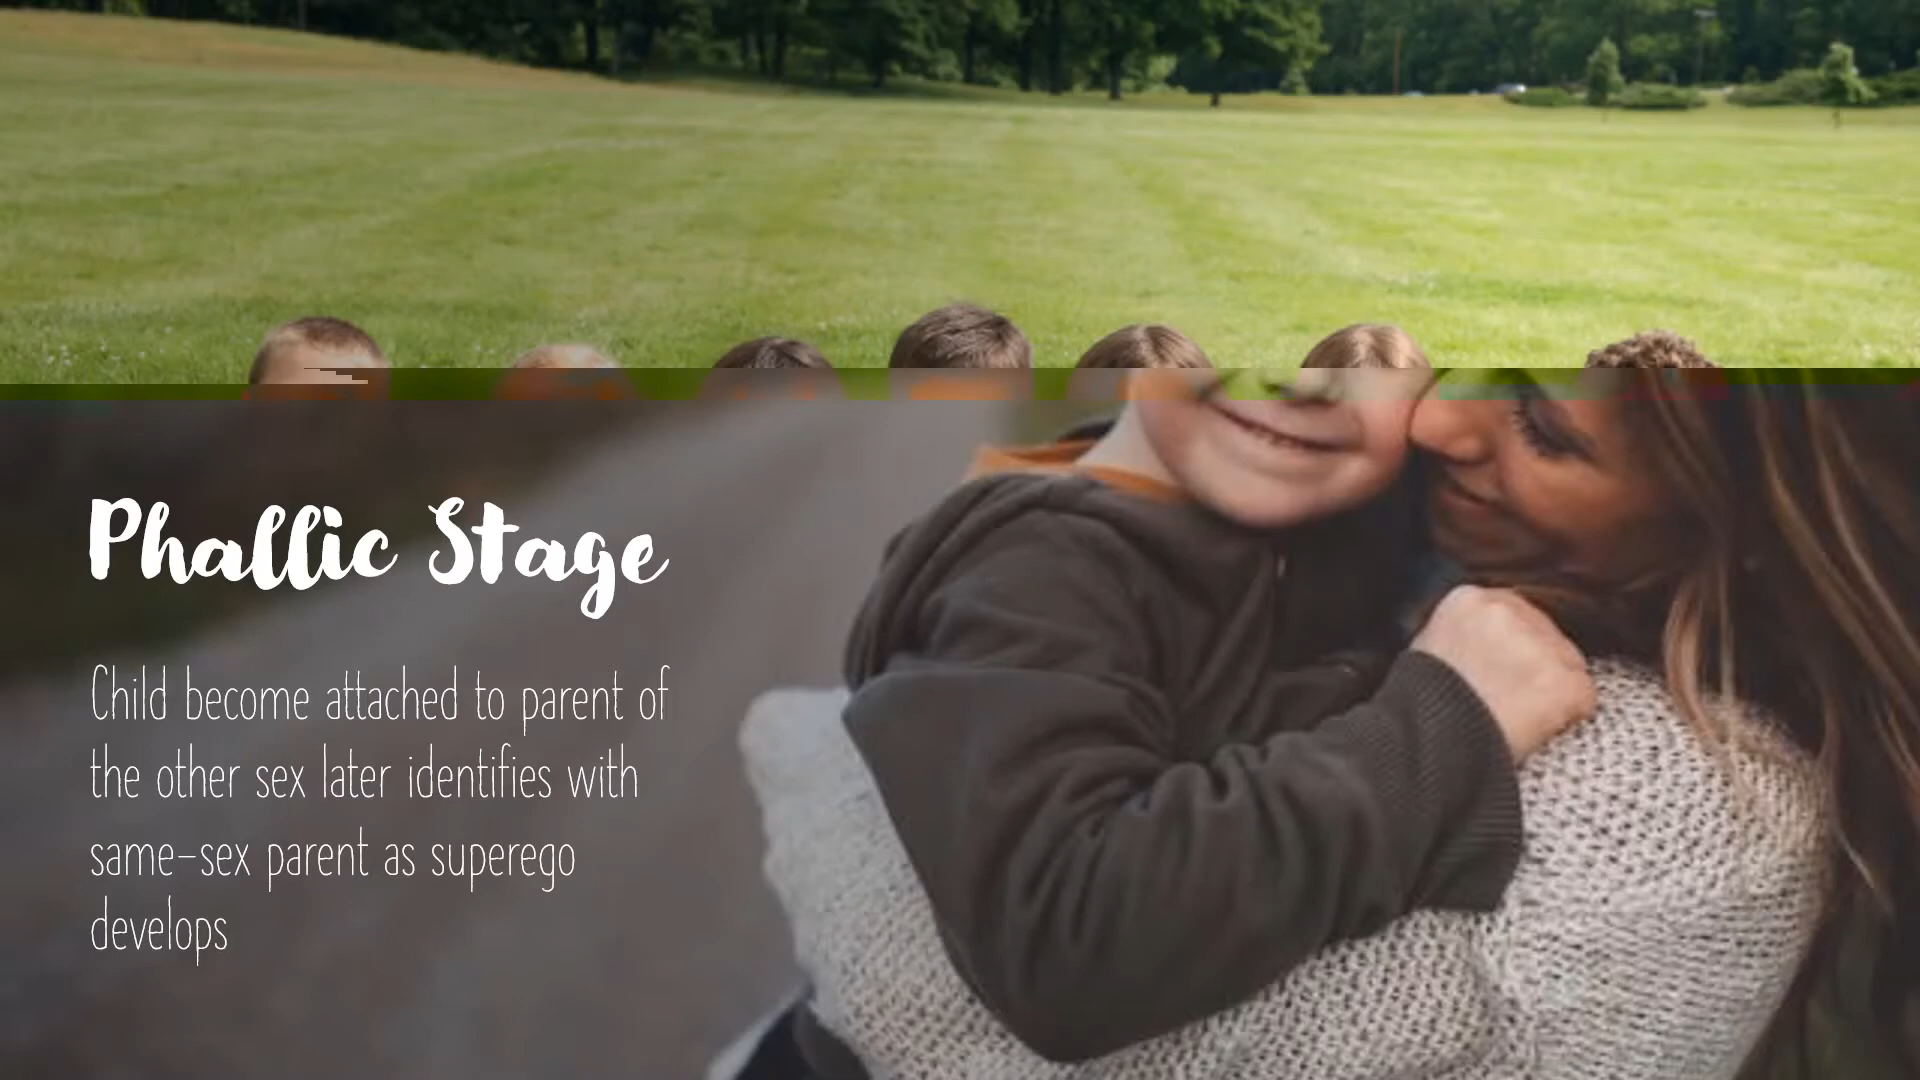 Phallic Stage
Child become attached to parent of
the other sex later identifies with
same-sex parent as superego
develops